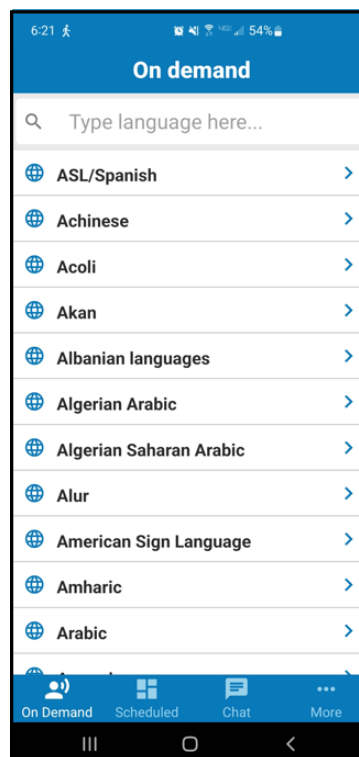 6:21 54%
On demand
Type language here...
ASL/Spanish
Achinese
Acoli
Akan
Albanian languages
Algerian Arabic
Algerian Saharan Arabic
Alur
American Sign Language
Amharic
Arabic
On Demand Scheduled Chat More